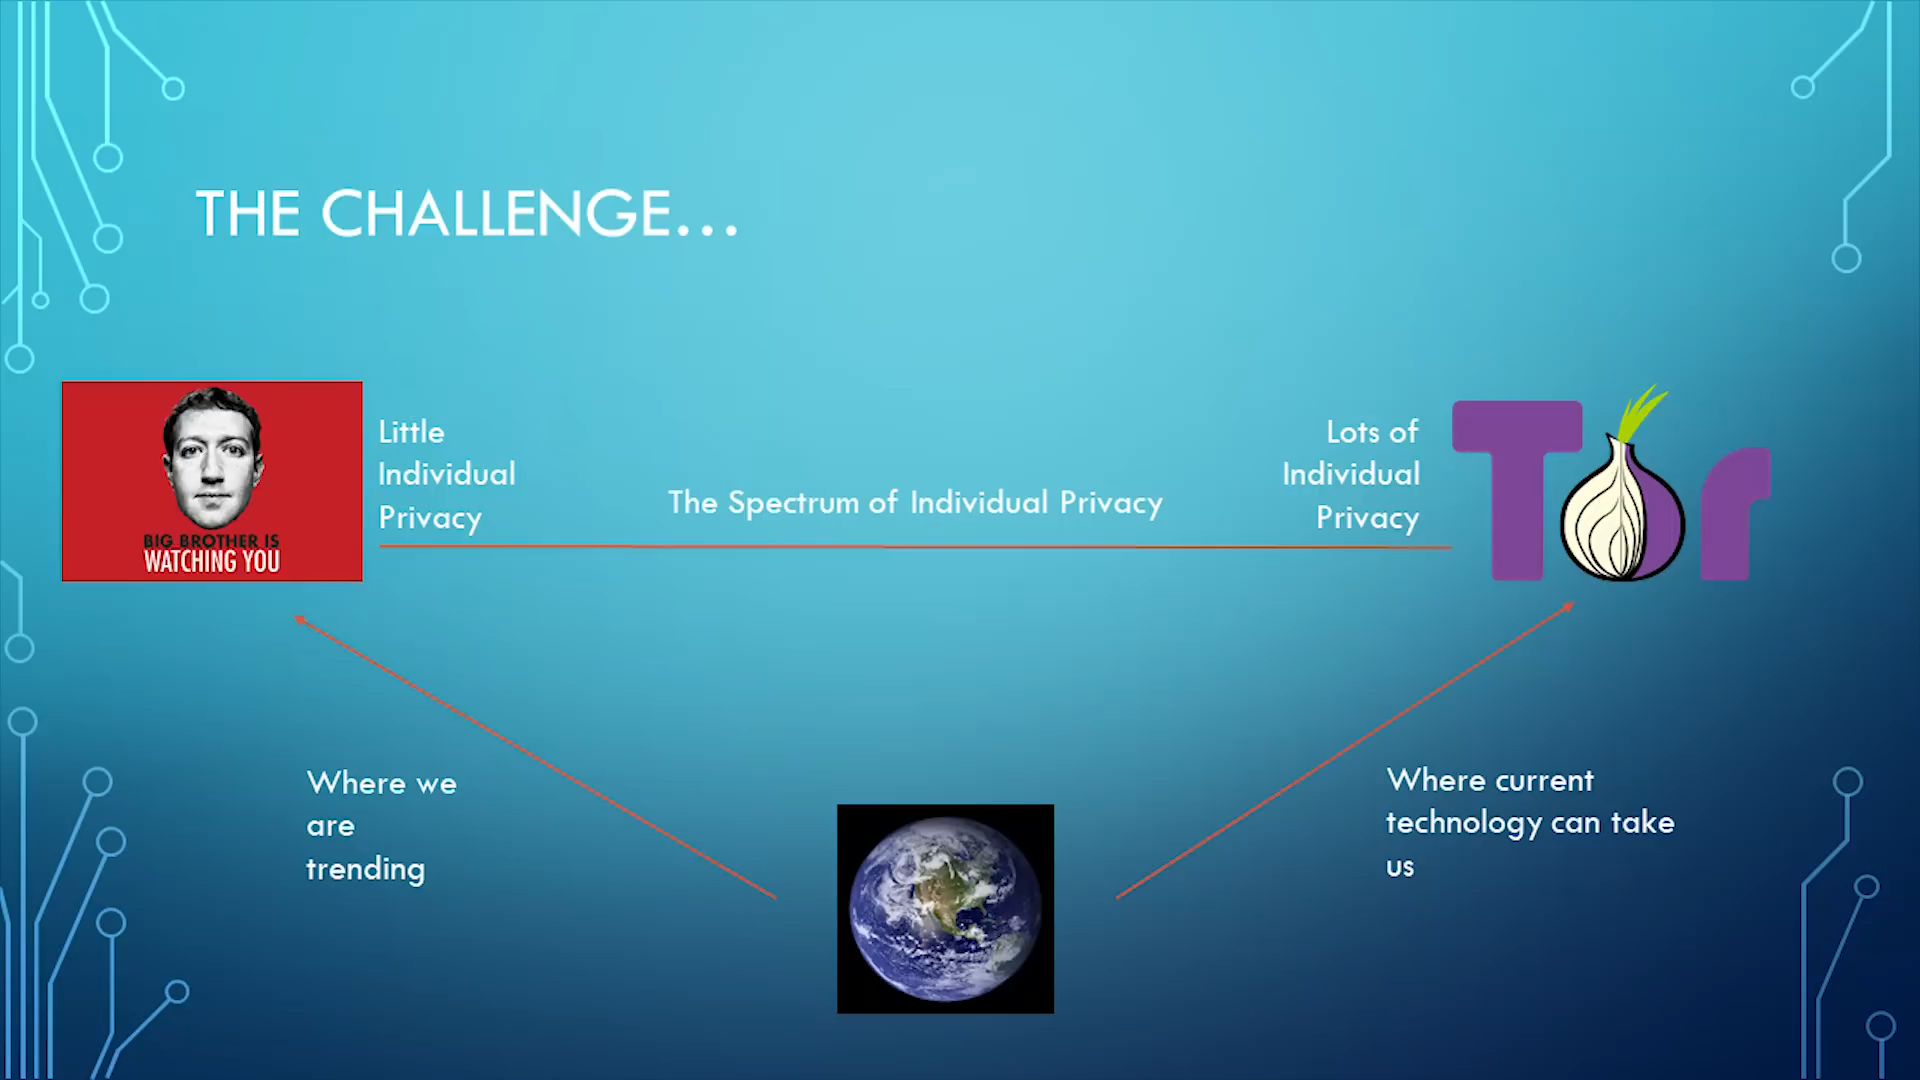 THE CHALLENGE...
BIG BROTHER IS
WATCHING YOU
Little
Individual
Privacy
The Spectrum of Individual Privacy
Lots of
Individual
Privacy
Tor
Where we
are
trending
Where current
technology can take
us